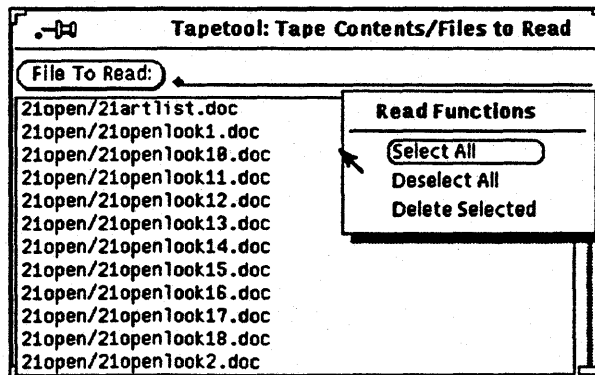 Tapetool: Tape Contents/Files to Read
File To Read:
21open/21artlist.doc
21open/21openlook1.doc
21open/21openlook10.doc
21open/21openlook11.doc
21open/21openlook12.doc
21open/21openlook13.doc
21open/21openlook14.doc
21open/21openlook15.doc
21open/21openlook16.doc
21open/21openlook17.doc
21open/21openlook18.doc
21open/21openlook2.doc
Read Functions
Select All
Deselect All
Delete Selected